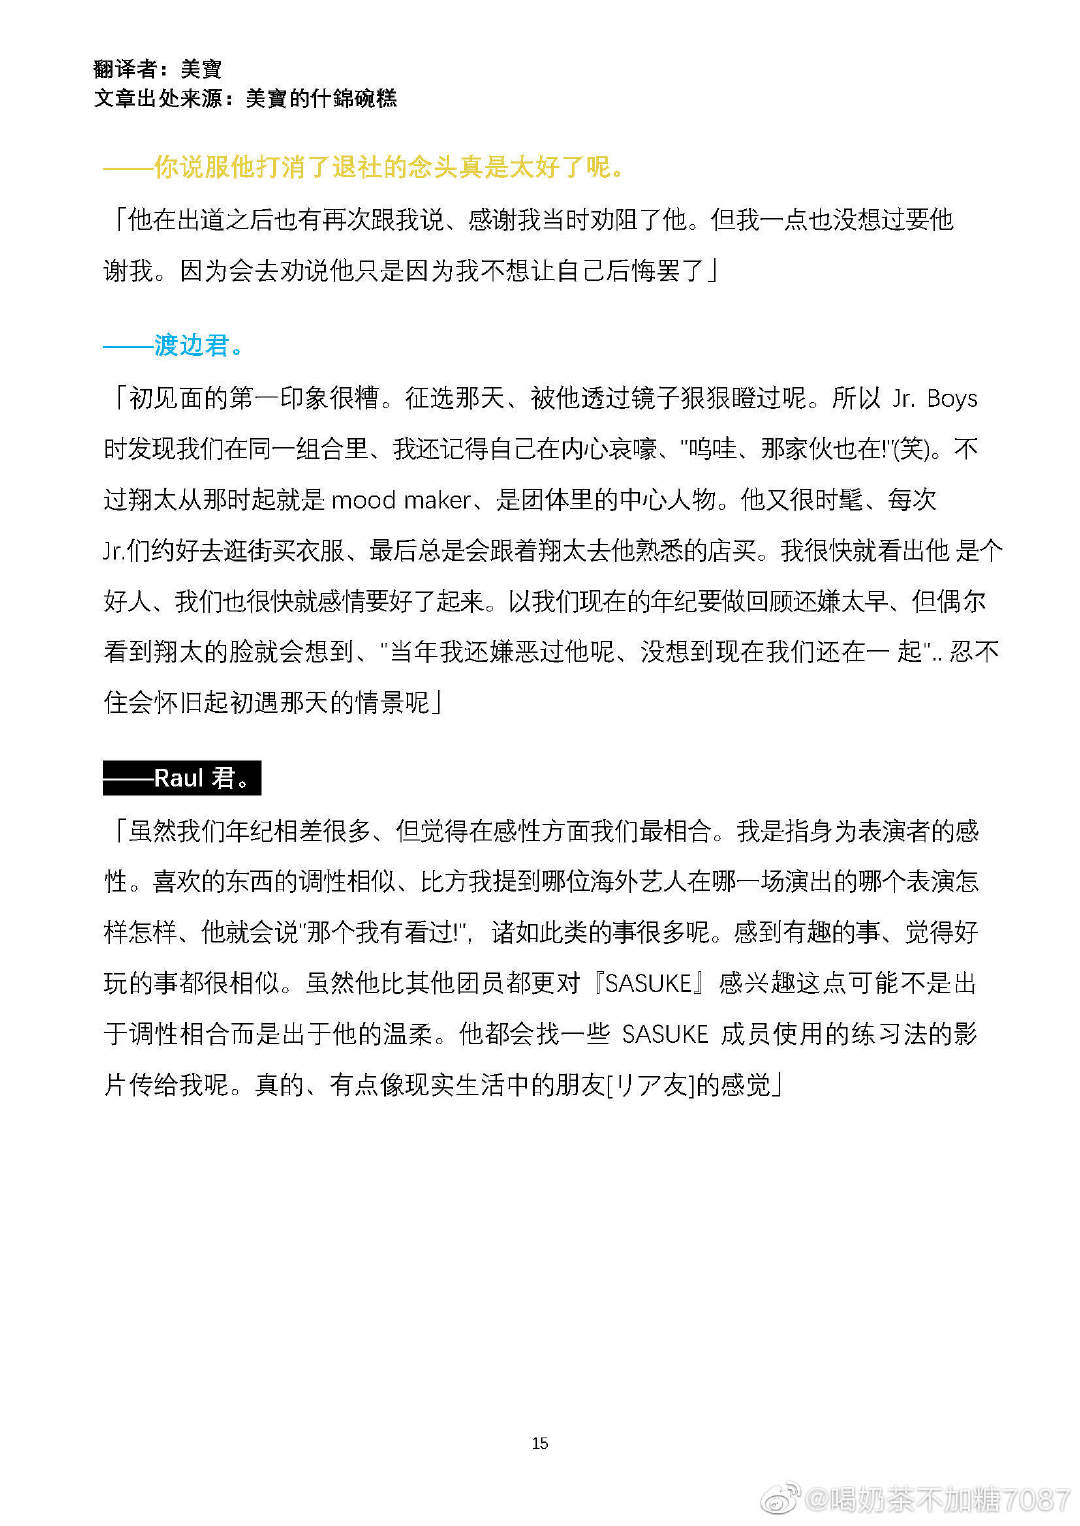 翻译者：美寶
文章出处来源：美寶的什錦碗糕
——你说服他打消了退社的念头真是太好了呢。
「他在出道之后也有再次跟我说、感谢我当时劝阻了他。但我一点也没想过要他
谢我。因为会去劝说他只是因为我不想让自己后悔罢了」
——渡边君。
「初见面的第一印象很糟。征选那天、被他透过镜子狠狠瞪过呢。所以 Jr. Boys
时发现我们在同一组合里、我还记得自己在内心哀嚎、"呜哇、那家伙也在!"(笑)。不
过翔太从那时起就是 mood maker、是团体里的中心人物。他又很时髦、每次
Jr.们约好去逛街买衣服、最后总是会跟着翔太去他熟悉的店买。我很快就看出他 是个
好人、我们也很快就感情要好了起来。以我们现在的年纪要做回顾还嫌太早、但偶尔
看到翔太的脸就会想到、"当年我还嫌恶过他呢、没想到现在我们还在一 起".. 忍不
住会怀旧起初遇那天的情景呢」
——Raul 君。
「虽然我们年纪相差很多、但觉得在感性方面我们最相合。我是指身为表演者的感
性。喜欢的东西的调性相似、比方我提到哪位海外艺人在哪一场演出的哪个表演怎
样怎样、他就会说"那个我有看过!"，诸如此类的事很多呢。感到有趣的事、觉得好
玩的事都很相似。虽然他比其他团员都更对『SASUKE』感兴趣这点可能不是出
于调性相合而是出于他的温柔。他都会找一些 SASUKE 成员使用的练习法的影
片传给我呢。真的、有点像现实生活中的朋友[リア友]的感觉」
15
@喝奶茶不加糖7087